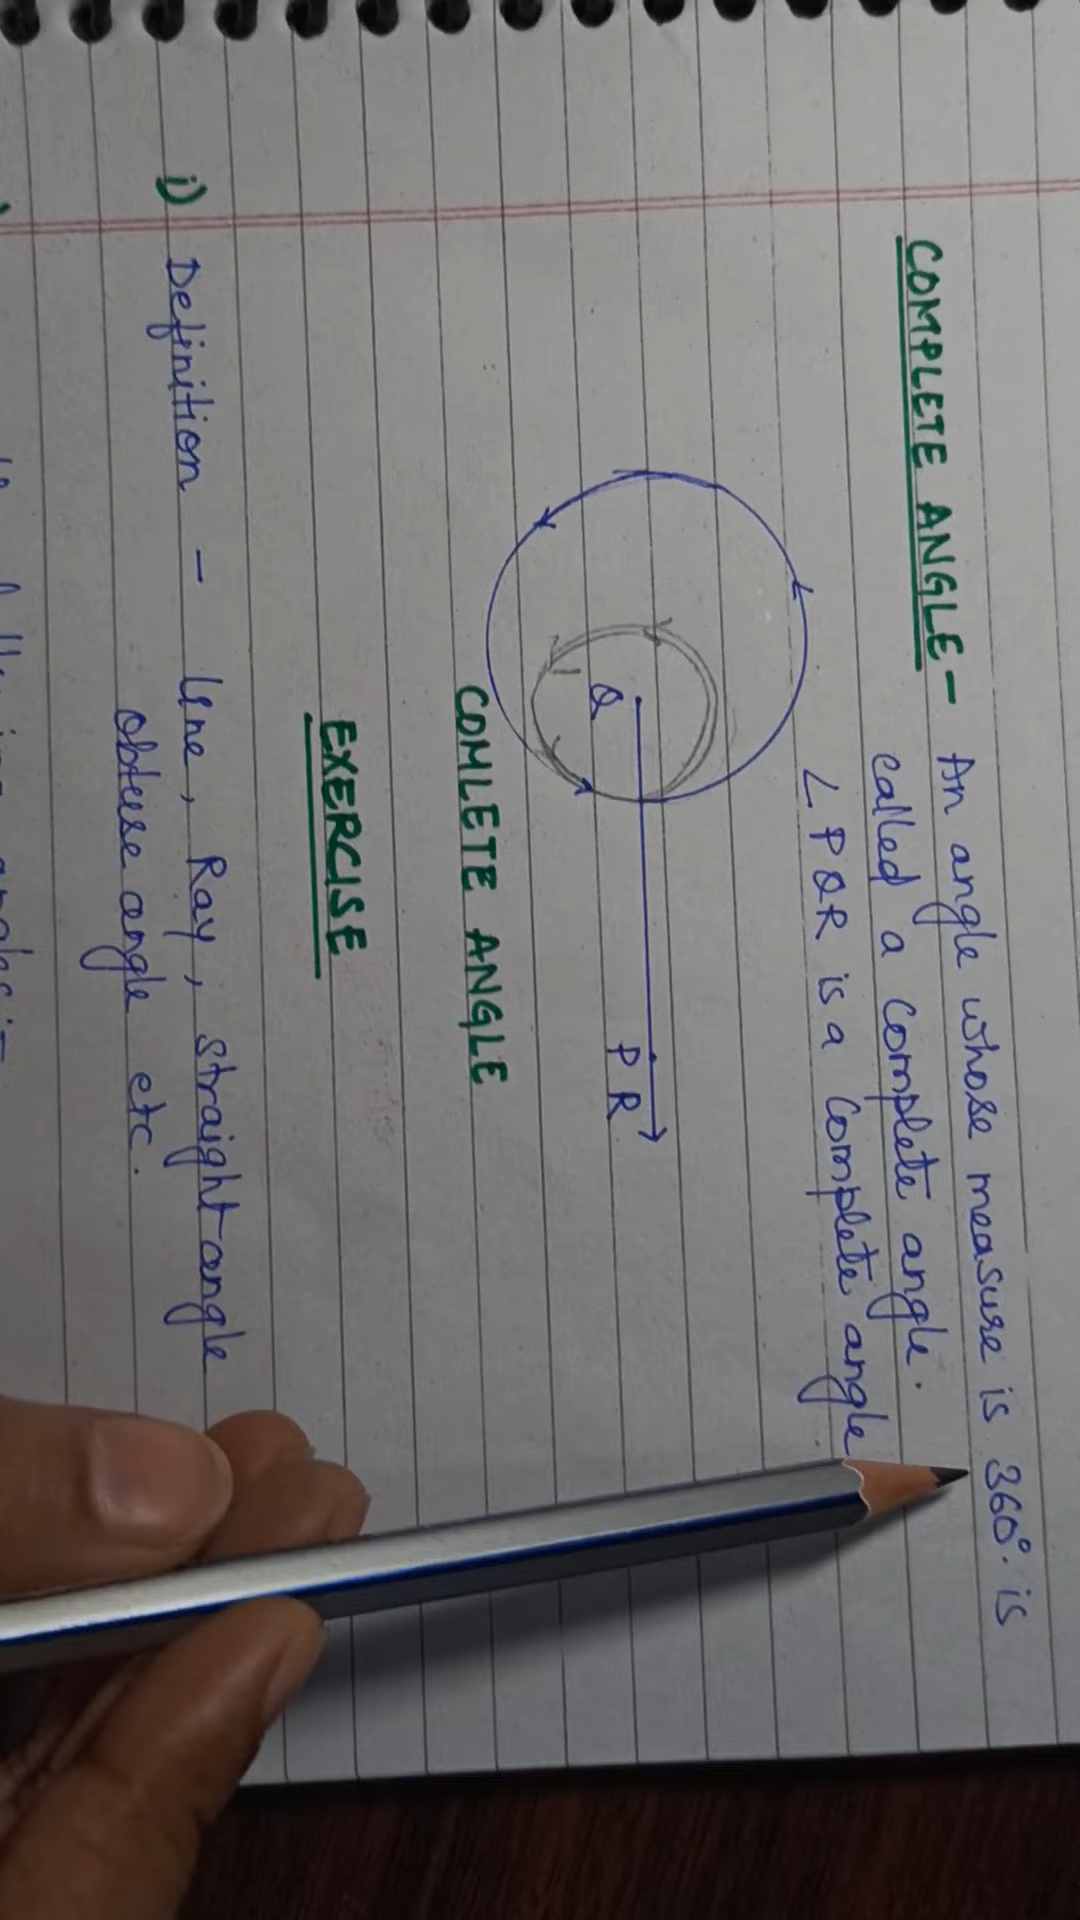 COMPLETE ANGLE - An angle whose measure is 360°. is
called a complete angle.
∠PQR is a complete angle
Q P R
COMLETE ANGLE
EXERCISE
i) Definition - Line, Ray, straight angle
obtuse angle etc.